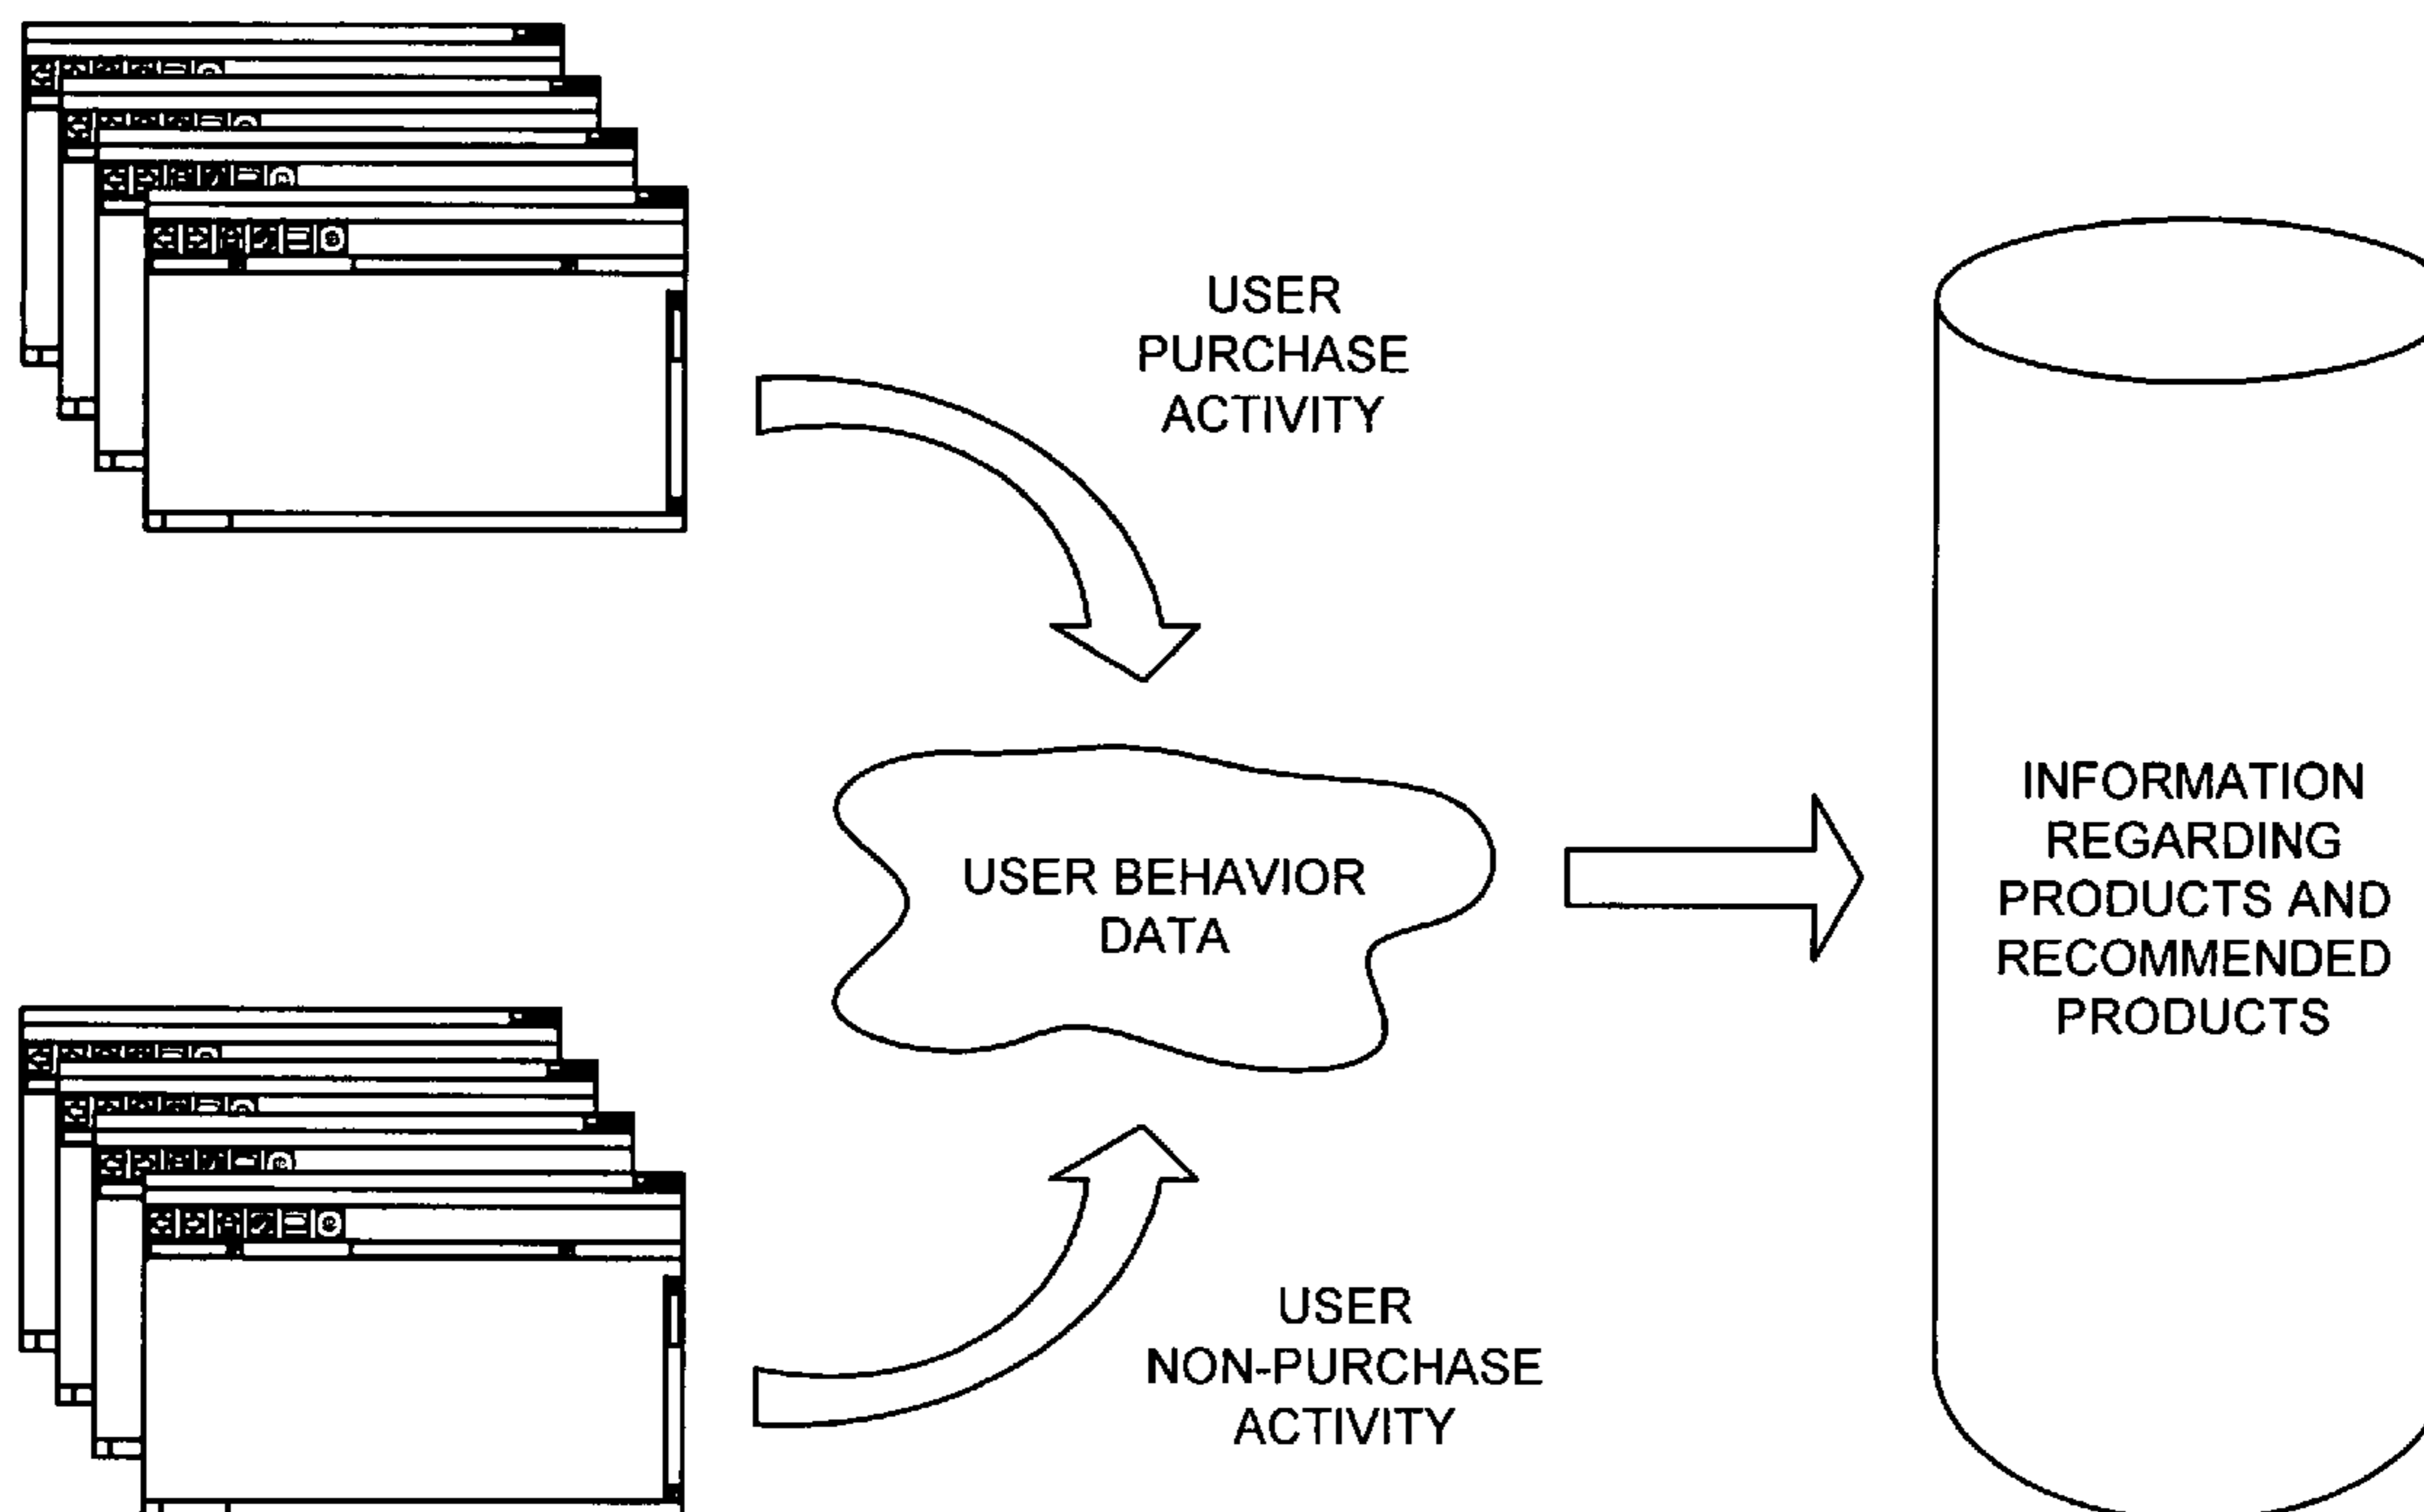 USER
PURCHASE
ACTIVITY
USER BEHAVIOR
DATA
INFORMATION
REGARDING
PRODUCTS AND
RECOMMENDED
PRODUCTS
USER
NON-PURCHASE
ACTIVITY